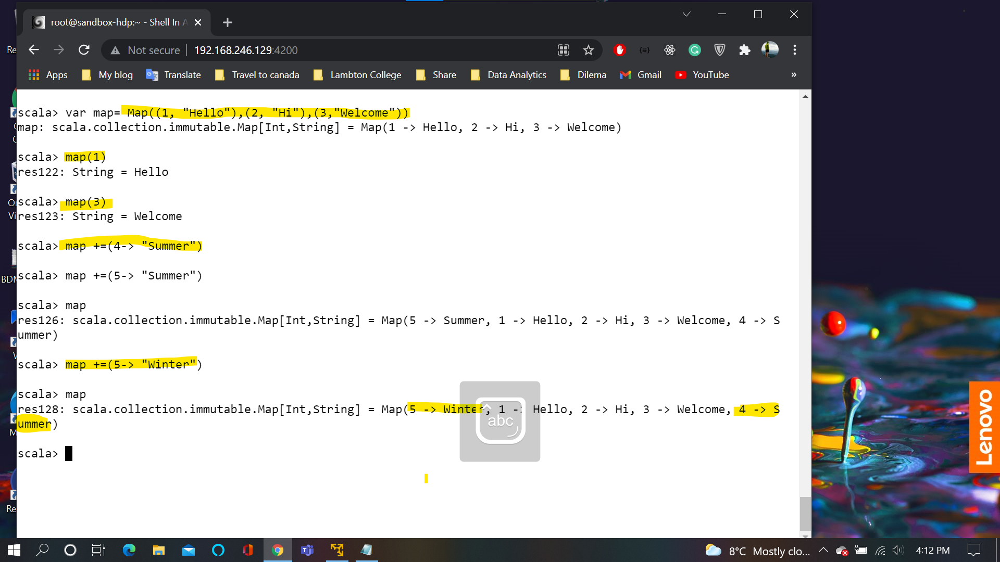 root@sandbox-hdp:~ - Shell In A
Not secure 192.168.246.129:4200
Apps My blog Translate Travel to canada Lambton College Share Data Analytics Dilema Gmail YouTube »
scala> var map= Map((1, "Hello"),(2, "Hi"),(3,"Welcome"))
map: scala.collection.immutable.Map[Int,String] = Map(1 -> Hello, 2 -> Hi, 3 -> Welcome)
scala> map(1)
res122: String = Hello
scala> map(3)
res123: String = Welcome
scala> map +=(4-> "Summer")
scala> map +=(5-> "Summer")
scala> map
res126: scala.collection.immutable.Map[Int,String] = Map(5 -> Summer, 1 -> Hello, 2 -> Hi, 3 -> Welcome, 4 -> S
ummer)
scala> map +=(5-> "Winter")
scala> map
res128: scala.collection.immutable.Map[Int,String] = Map(5 -> Winter, 1 -> Hello, 2 -> Hi, 3 -> Welcome, 4 -> S
ummer)
scala>
abc
Lenovo
Re
BDM
Re
8°C Mostly clo... 4:12 PM